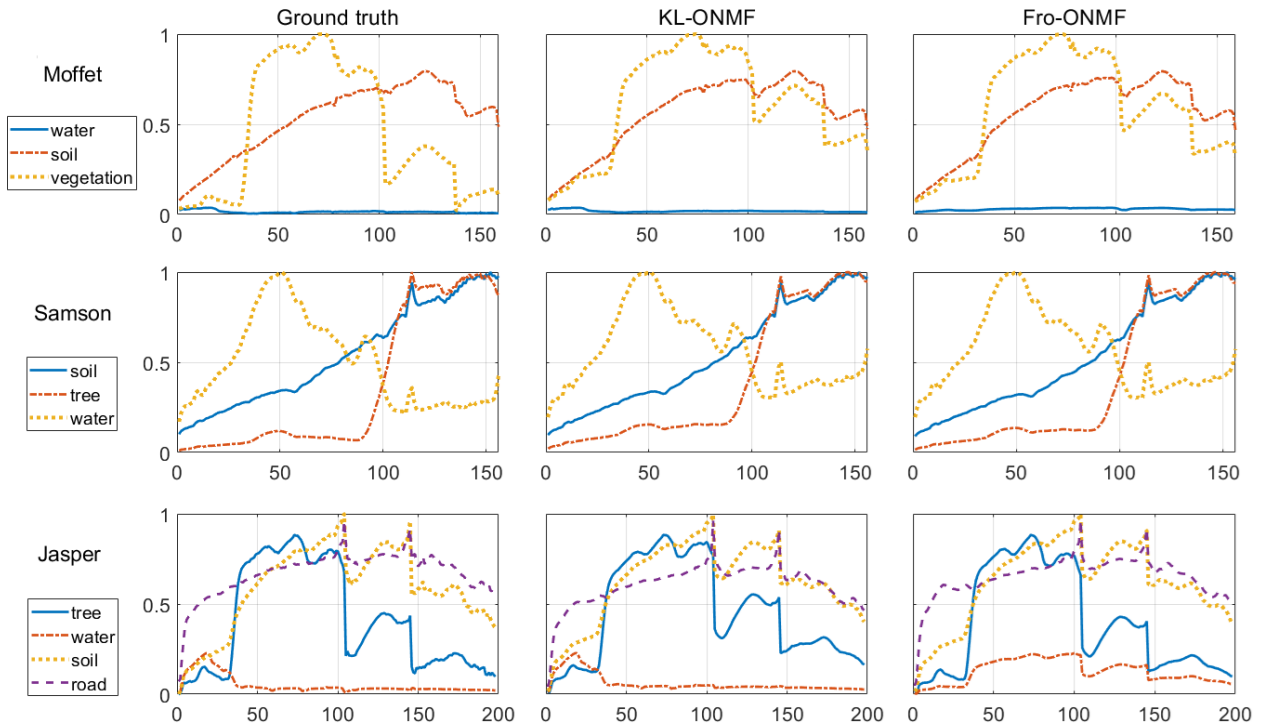 Ground truth
KL-ONMF
Fro-ONMF
Moffet
water
soil
vegetation
1
0.5
0
0 50 100 150
0 50 100 150
0 50 100 150
Samson
soil
tree
water
1
0.5
0
0 50 100 150
0 50 100 150
0 50 100 150
Jasper
tree
water
soil
road
1
0.5
0
0 50 100 150 200
0 50 100 150 200
0 50 100 150 200